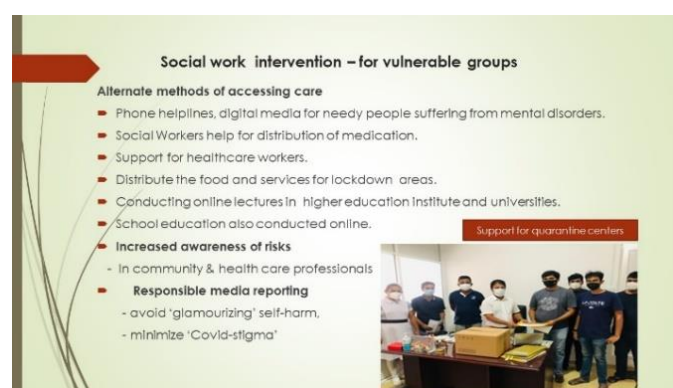 Social work intervention – for vulnerable groups
Alternate methods of accessing care
Phone helplines, digital media for needy people suffering from mental disorders.
Social Workers help for distribution of medication.
Support for healthcare workers.
Distribute the food and services for lockdown areas.
Conducting online lectures in higher education institute and universities.
School education also conducted online.
Support for quarantine centers
Increased awareness of risks
- In community & health care professionals
Responsible media reporting
- avoid ‘glamourizing’ self-harm,
- minimize ‘Covid-stigma’